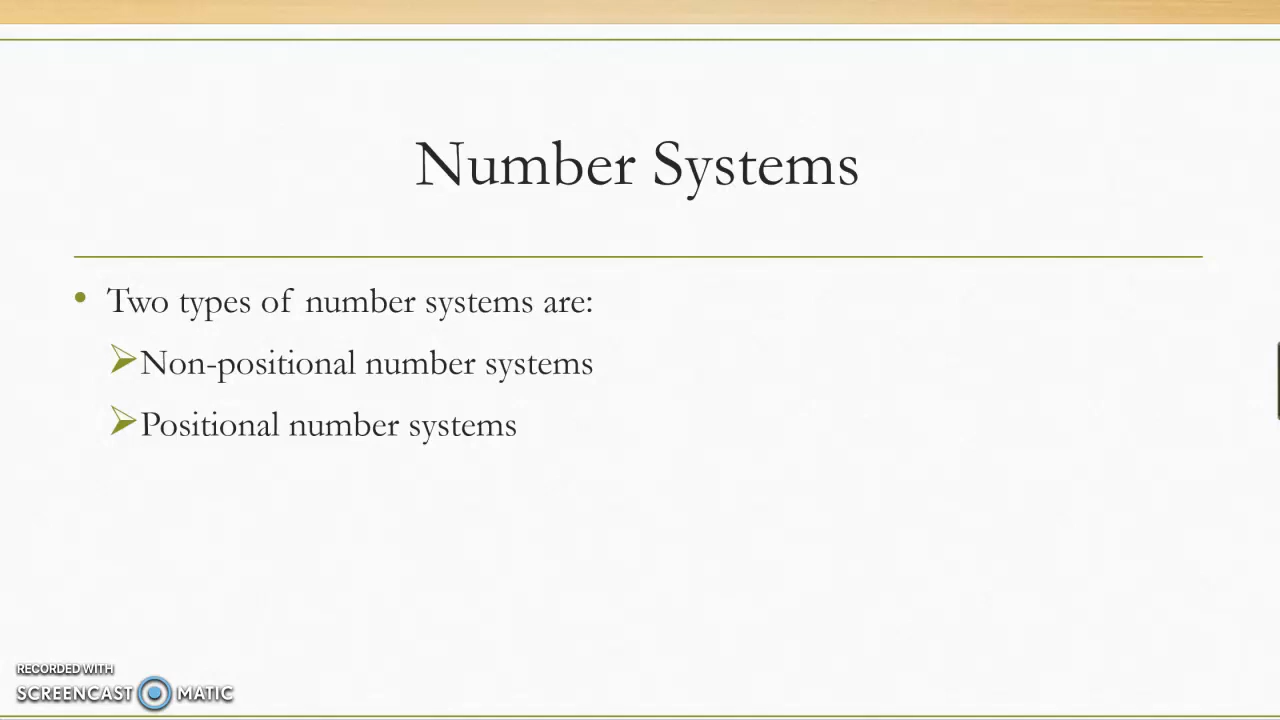 Number Systems
• Two types of number systems are:
➢Non-positional number systems
➢Positional number systems
RECORDED WITH
SCREENCAST MATIC